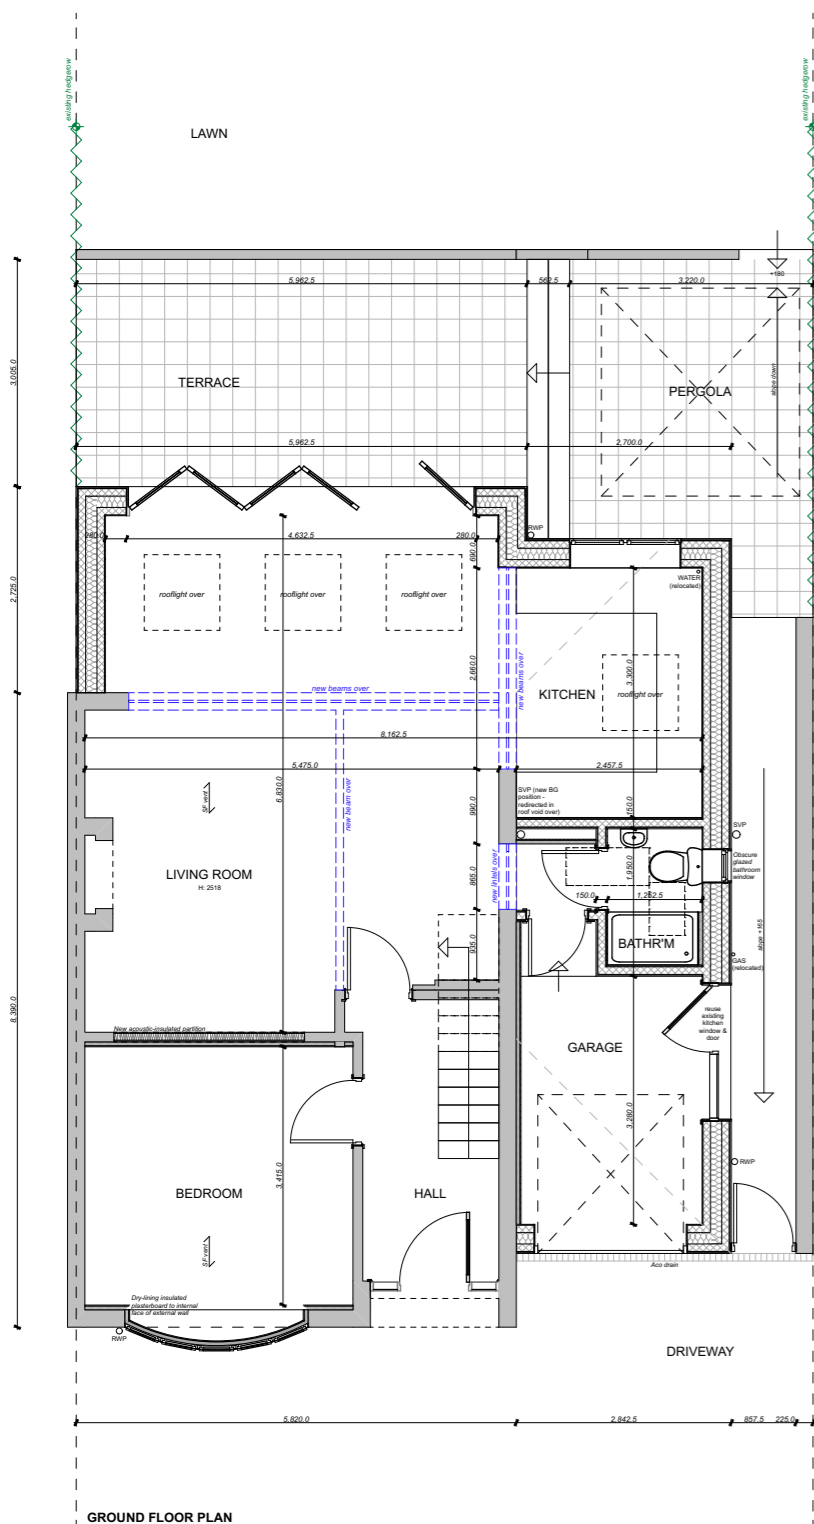 existing hedgerow
existing hedgerow
LAWN
5,962.5
562.5
3,220.0
+180
3,005.0
TERRACE
PERGOLA
slope down
5,962.5
2,700.0
RWP
280.0
4,632.5
280.0
690.0
WATER
(relocated)
rooflight over
rooflight over
rooflight over
2,725.0
2,660.0
new beams over
3,300.0
KITCHEN
rooflight over
new beams over
8,162.5
5,475.0
2,457.5
SF vent
6,830.0
new beam over
990.0
SVP (new BG
position -
redirected in
roof void over)
150.0
SVP
LIVING ROOM
H: 2518
865.0
new lintels over
1,950.0
Obscure
glazed
bathroom
window
150.0
1,262.5
935.0
BATHR'M
slope +165
GAS
(relocated)
8,390.0
New acoustic-insulated partition
reuse
existing
kitchen
window &
door
GARAGE
3,280.0
3,415.0
RWP
BEDROOM
HALL
SF vent
Aco drain
Dry-lining insulated
plasterboard to internal
face of external wall
RWP
DRIVEWAY
5,820.0
2,842.5
857.5
225.0
GROUND FLOOR PLAN